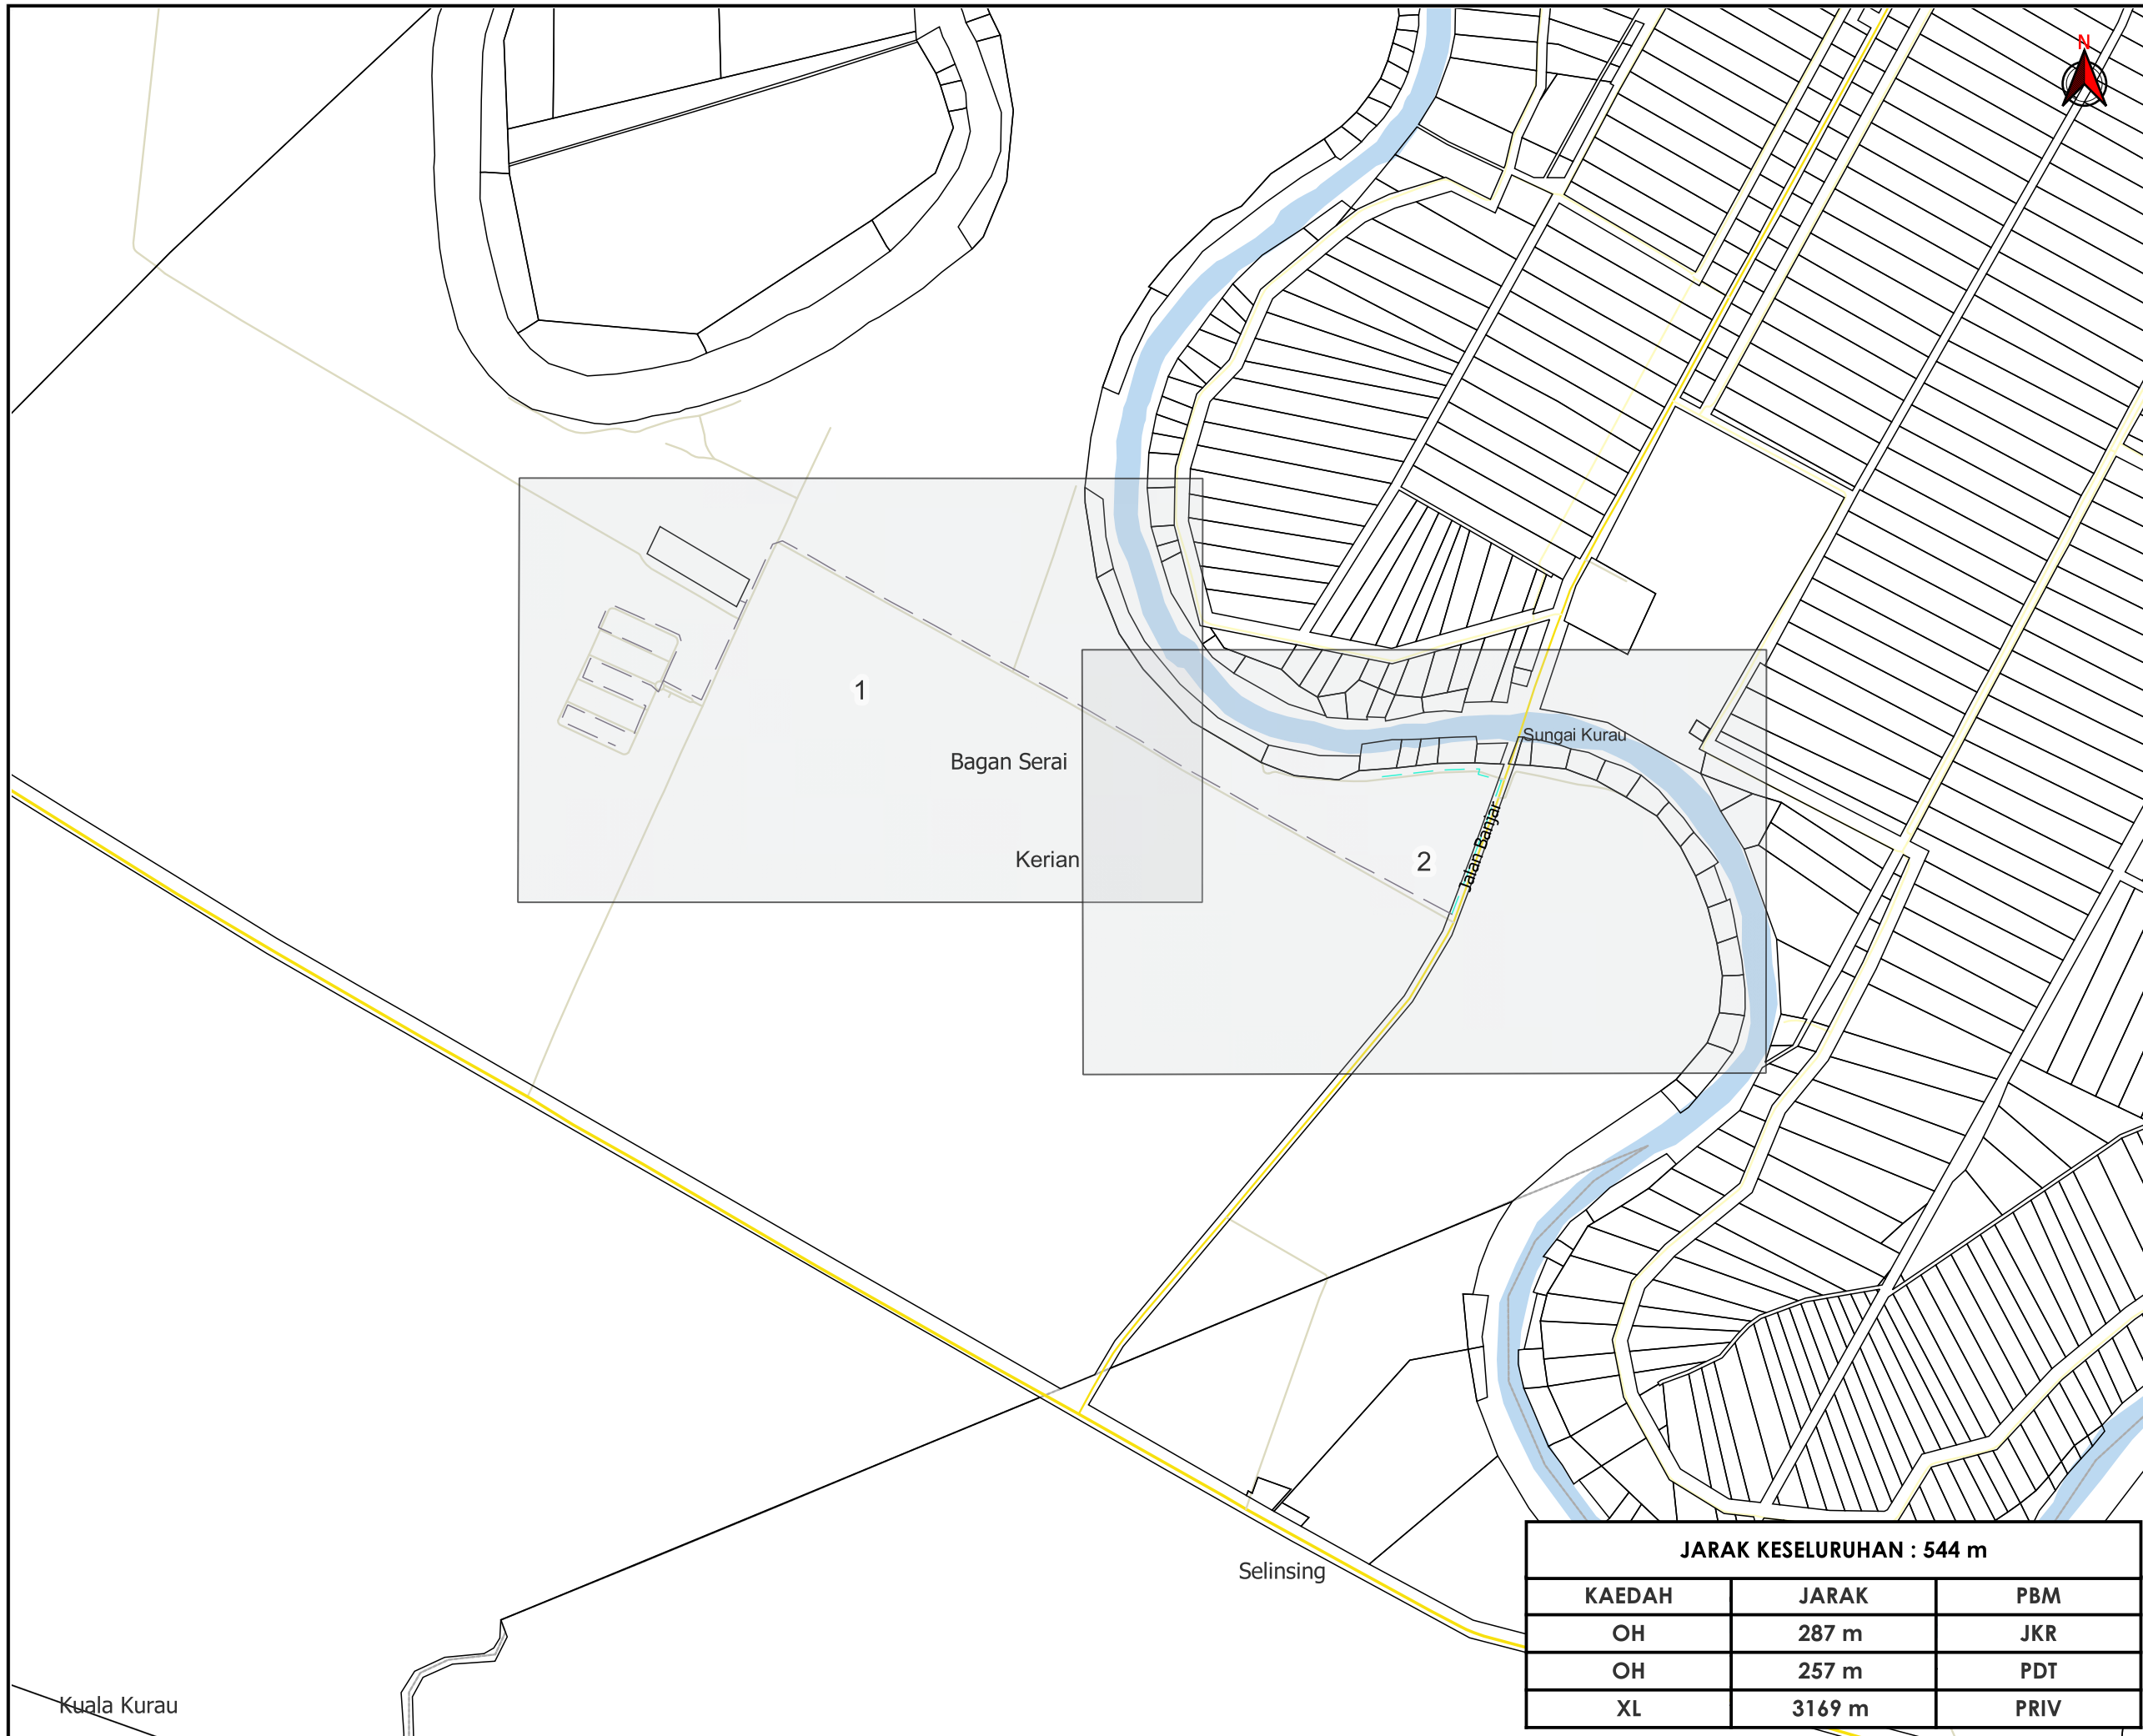 N
1
Bagan Serai
Sungai Kurau
Jalan Banjar
Kerian
2
Selinsing
Kuala Kurau
JARAK KESELURUHAN : 544 m
KAEDAH JARAK PBM
OH 287 m JKR
OH 257 m PDT
XL 3169 m PRIV